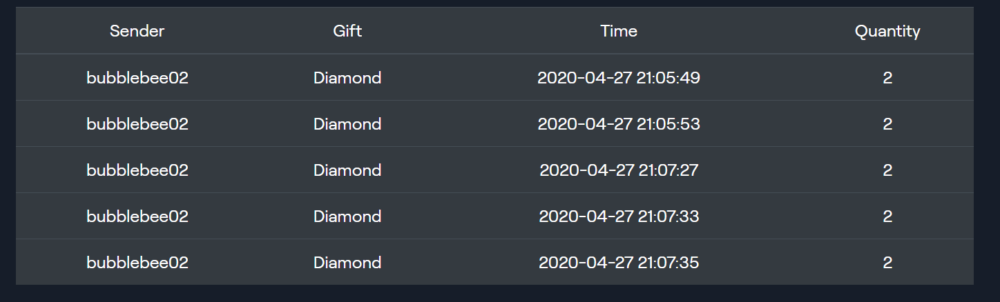 Sender Gift Time Quantity
bubblebee02 Diamond 2020-04-27 21:05:49 2
bubblebee02 Diamond 2020-04-27 21:05:53 2
bubblebee02 Diamond 2020-04-27 21:07:27 2
bubblebee02 Diamond 2020-04-27 21:07:33 2
bubblebee02 Diamond 2020-04-27 21:07:35 2